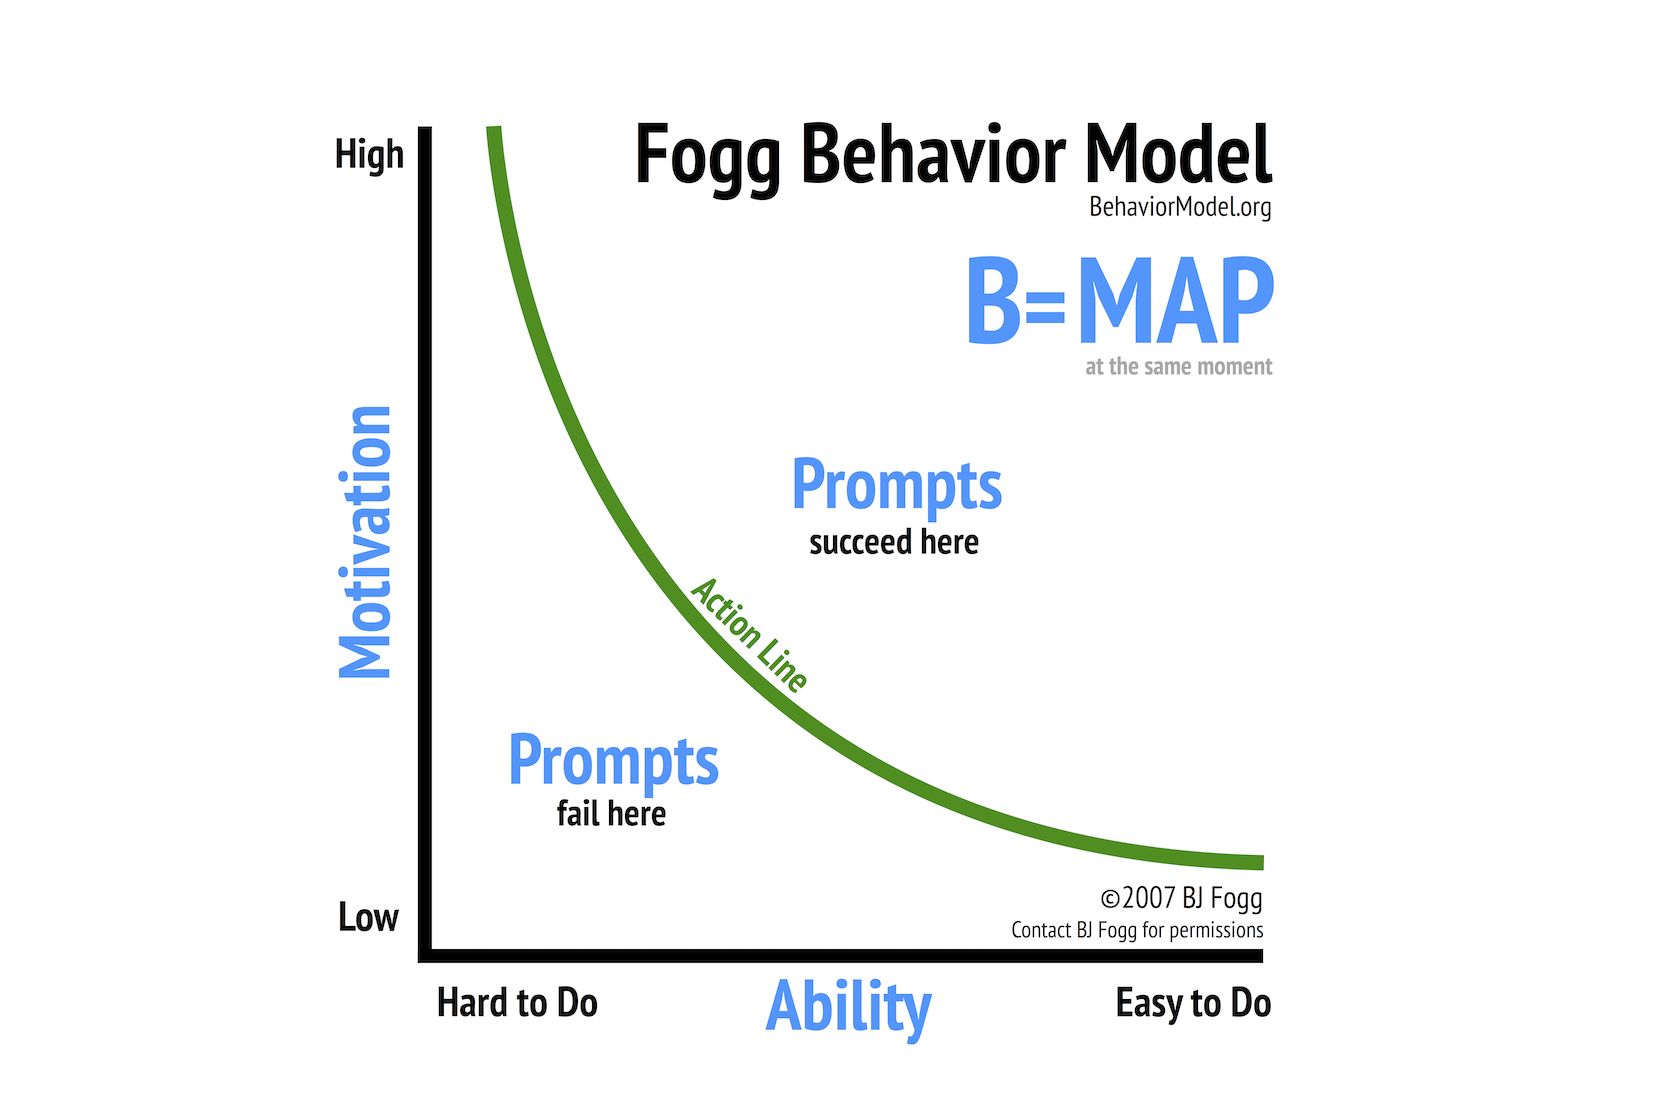 Fogg Behavior Model
BehaviorModel.org
B=MAP
at the same moment
High
Motivation
Low
Prompts
succeed here
Action Line
Prompts
fail here
©2007 BJ Fogg
Contact BJ Fogg for permissions
Hard to Do
Ability
Easy to Do